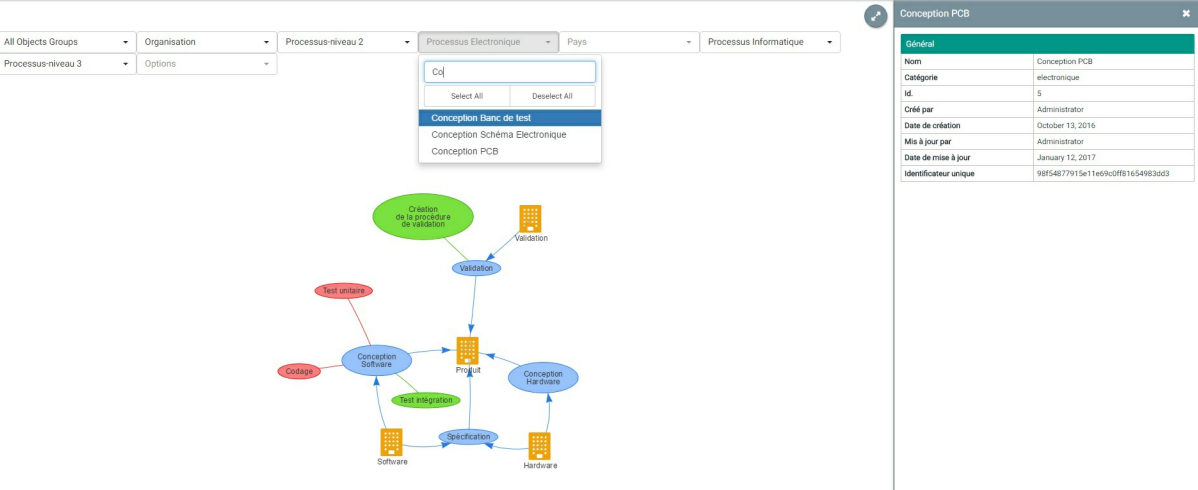 Conception PCB
All Objects Groups
Organisation
Processus-niveau 2
Processus Electronique
Pays
Processus Informatique
Processus-niveau 3
Options
Co
Select All
Deselect All
Conception Banc de test
Conception Schéma Electronique
Conception PCB
Général
Nom Conception PCB
Catégorie electronique
Id. 5
Créé par Administrator
Date de création October 13, 2016
Mis à jour par Administrator
Date de mise à jour January 12, 2017
Identificateur unique 98f54877915e11e69c0ff81654983dd3
Création
de la procédure
de validation
Validation
Validation
Test unitaire
Conception
Software
Produit
Codage
Conception
Hardware
Test intégration
Spécification
Software
Hardware